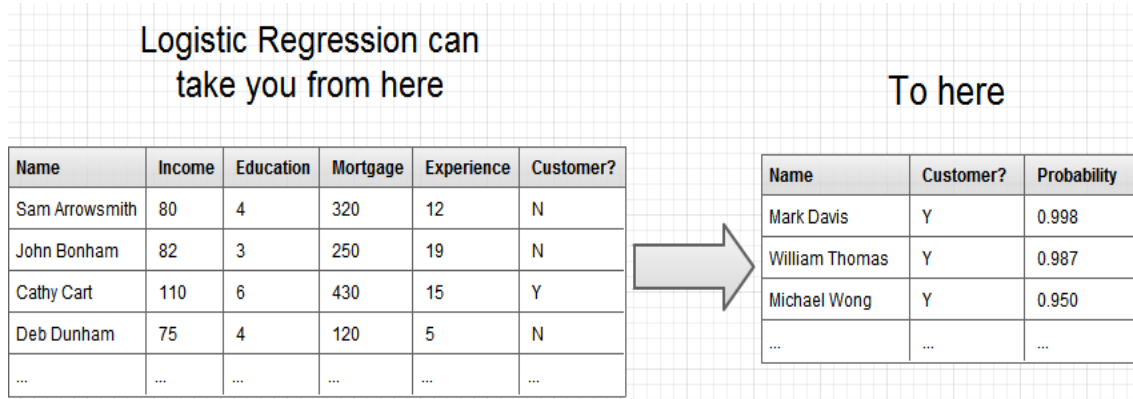 Logistic Regression can
take you from here
To here
Name Income Education Mortgage Experience Customer?
Sam Arrowsmith 80 4 320 12 N
John Bonham 82 3 250 19 N
Cathy Cart 110 6 430 15 Y
Deb Dunham 75 4 120 5 N
... ... ... ... ... ...
Name Customer? Probability
Mark Davis Y 0.998
William Thomas Y 0.987
Michael Wong Y 0.950
... ... ...